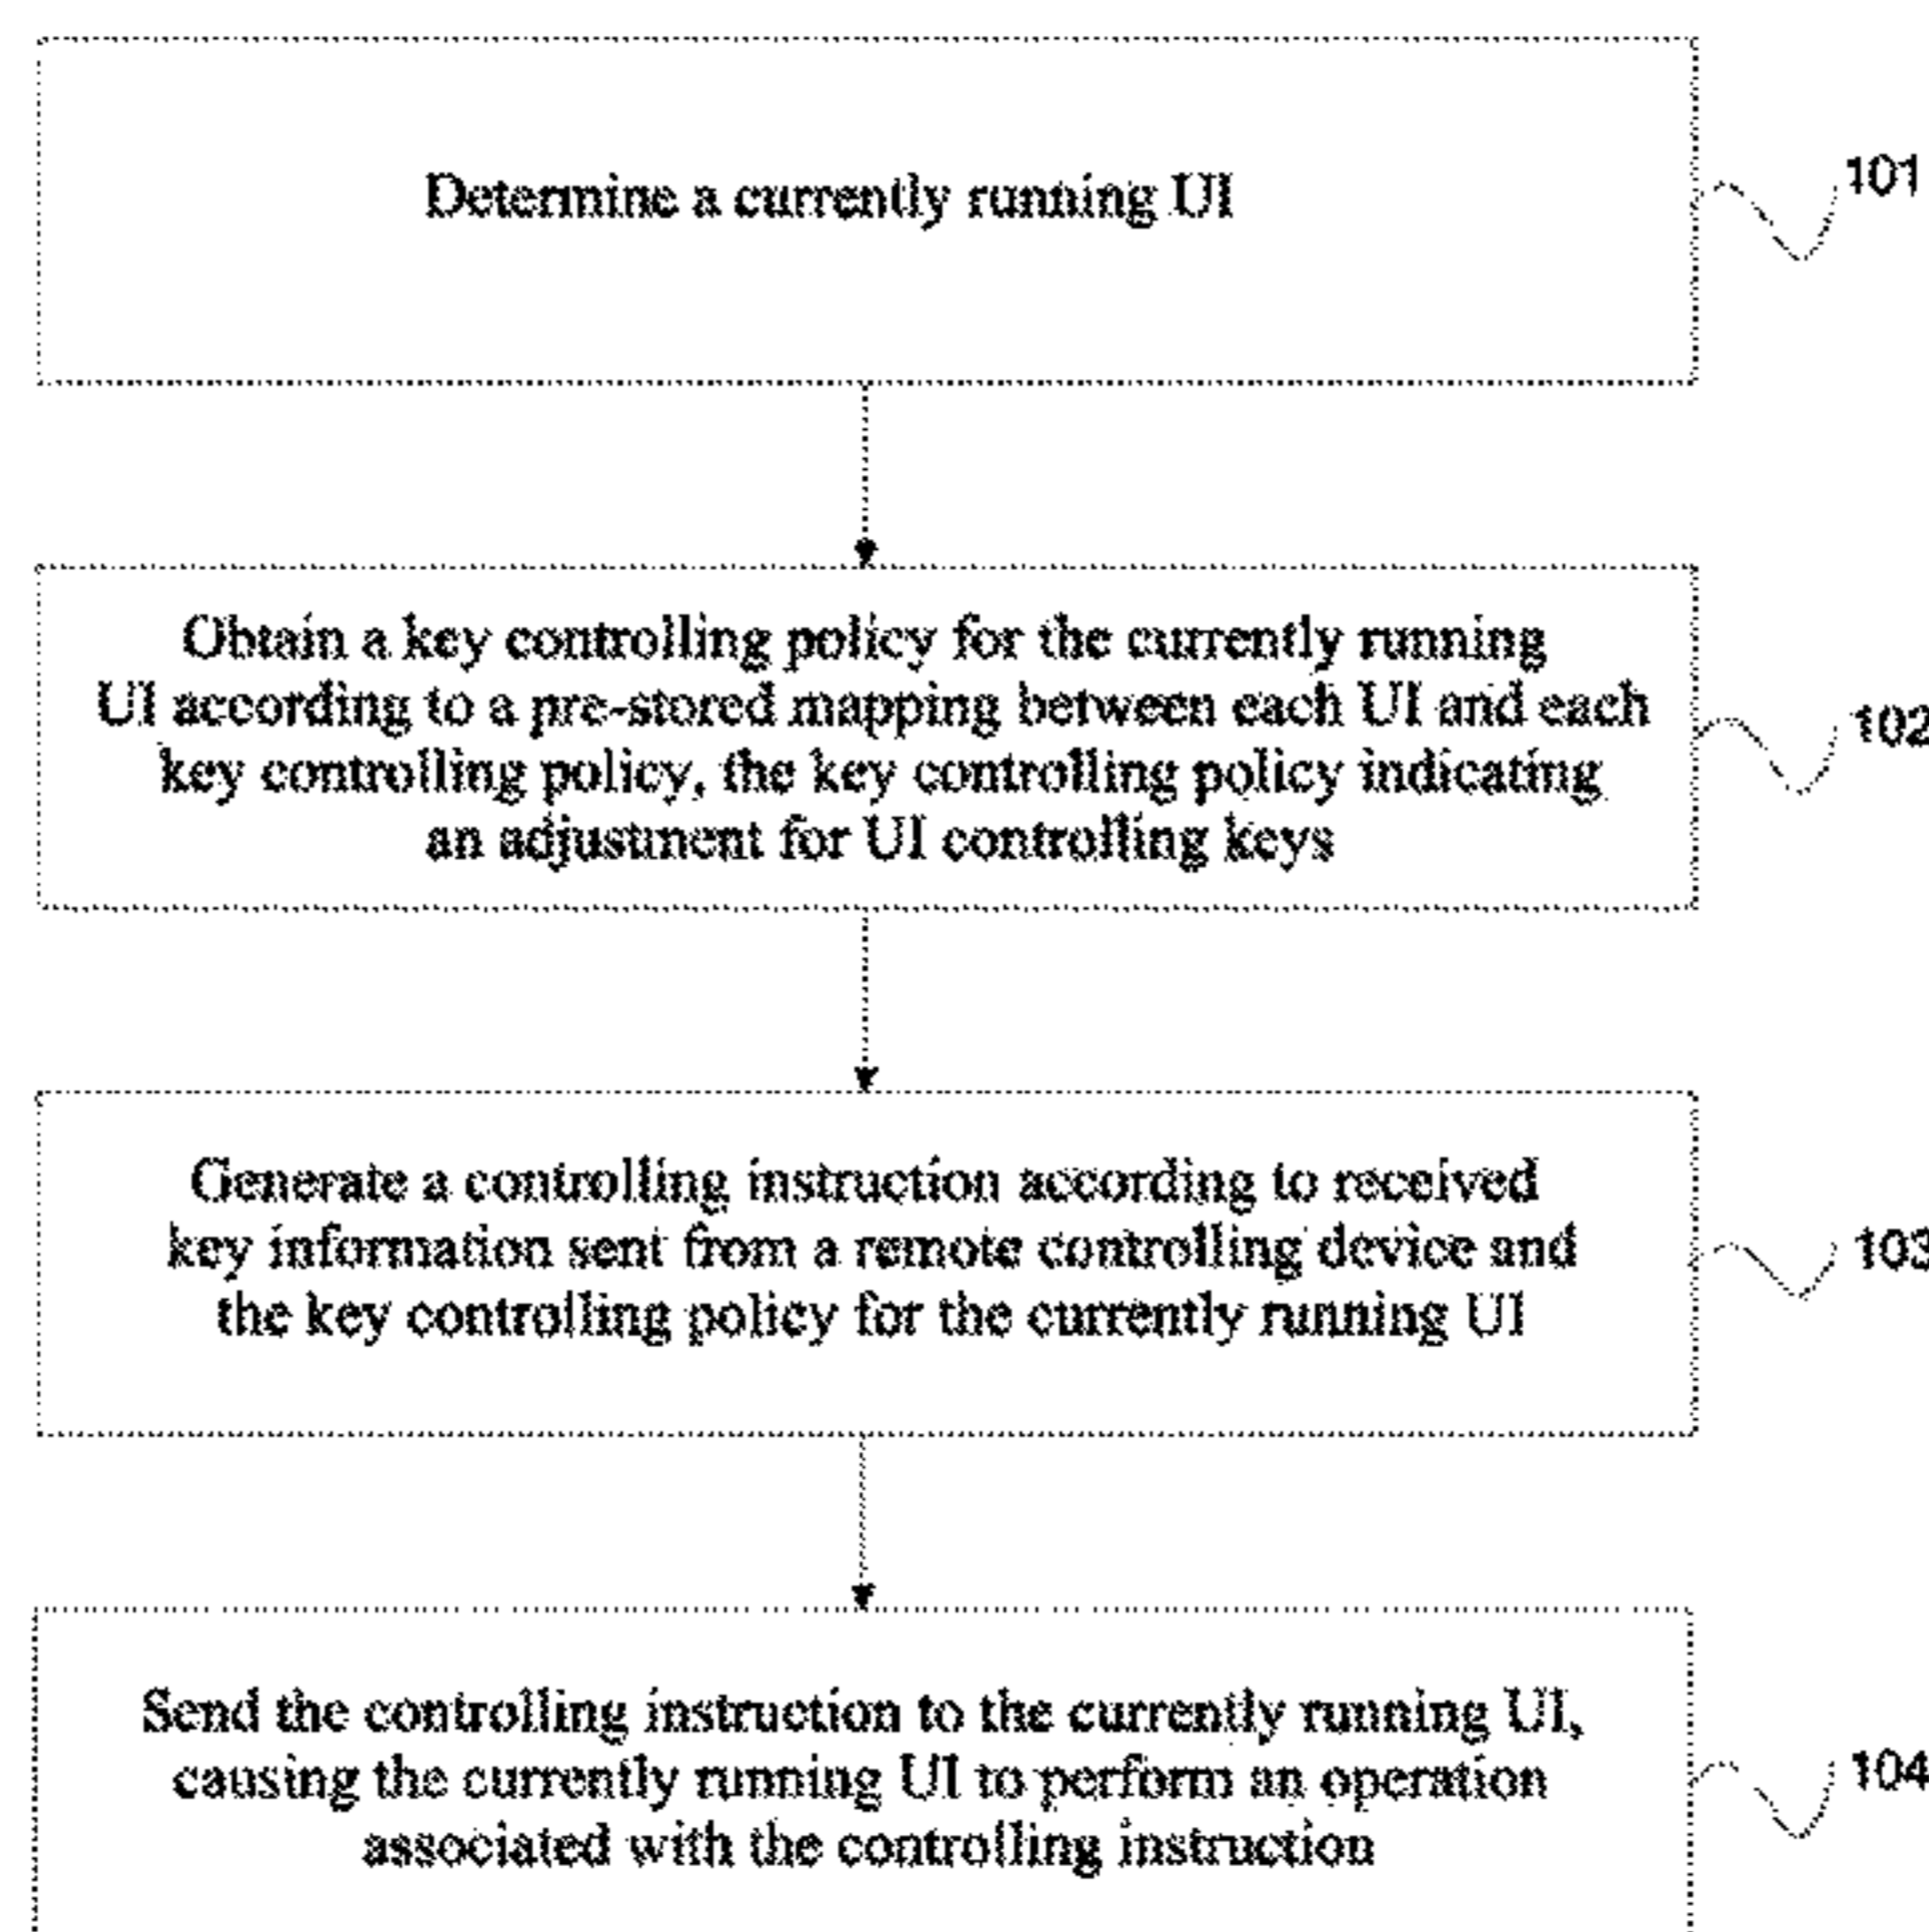 Determine a currently running UI
101
Obtain a key controlling policy for the currently running
UI according to a pre-stored mapping between each UI and each
key controlling policy, the key controlling policy indicating
an adjustment for UI controlling keys
102
Generate a controlling instruction according to received
key information sent from a remote controlling device and
the key controlling policy for the currently running UI
103
Send the controlling instruction to the currently running UI,
causing the currently running UI to perform an operation
associated with the controlling instruction
104